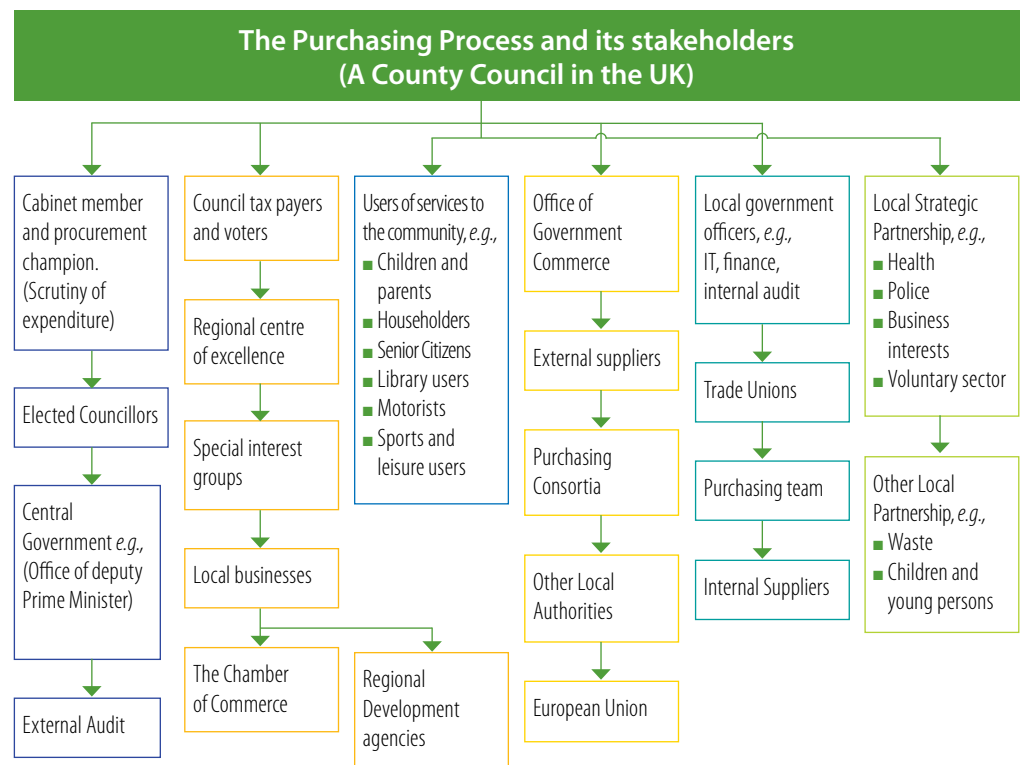 The Purchasing Process and its stakeholders
(A County Council in the UK)
Cabinet member
and procurement
champion.
(Scrutiny of
expenditure)
Elected Councillors
Central
Government e.g.,
(Office of deputy
Prime Minister)
External Audit
Council tax payers
and voters
Regional centre
of excellence
Special interest
groups
Local businesses
The Chamber
of Commerce
Regional
Development
agencies
Users of services to
the community, e.g.,
■ Children and
parents
■ Householders
■ Senior Citizens
■ Library users
■ Motorists
■ Sports and
leisure users
Office of
Government
Commerce
External suppliers
Purchasing
Consortia
Other Local
Authorities
European Union
Local government
officers, e.g.,
IT, finance,
internal audit
Trade Unions
Purchasing team
Internal Suppliers
Local Strategic
Partnership, e.g.,
■ Health
■ Police
■ Business
interests
■ Voluntary sector
Other Local
Partnership, e.g.,
■ Waste
■ Children and
young persons